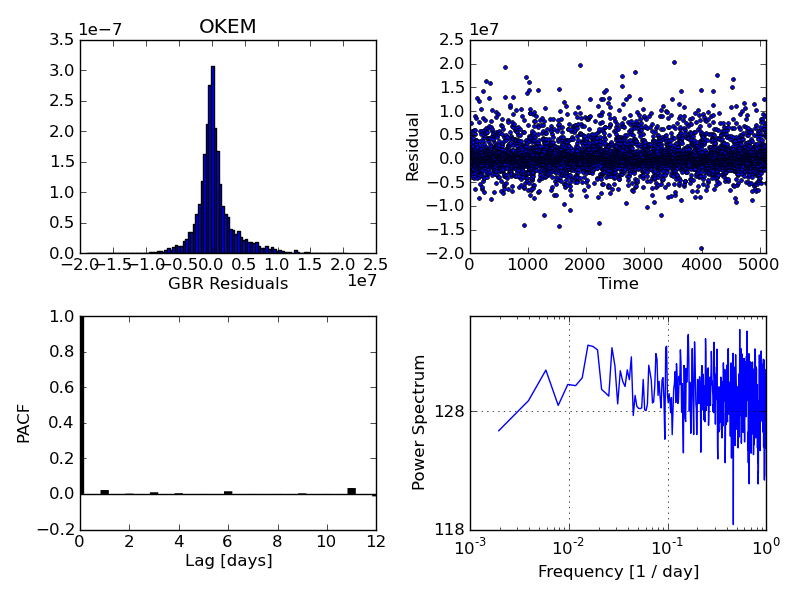 OKEM
1e−7
3.5
3.0
2.5
2.0
1.5
1.0
0.5
0.0
−2.0 −1.5 −1.0 −0.5 0.0 0.5 1.0 1.5 2.0 2.5
GBR Residuals
1e7
1e7
2.5
2.0
1.5
1.0
0.5
0.0
−0.5
−1.0
−1.5
−2.0
Residual
0 1000 2000 3000 4000 5000
Time
1.0
0.8
0.6
0.4
0.2
0.0
−0.2
PACF
0 2 4 6 8 10 12
Lag [days]
128
118
Power Spectrum
10-3 10-2 10-1 100
Frequency [1 / day]